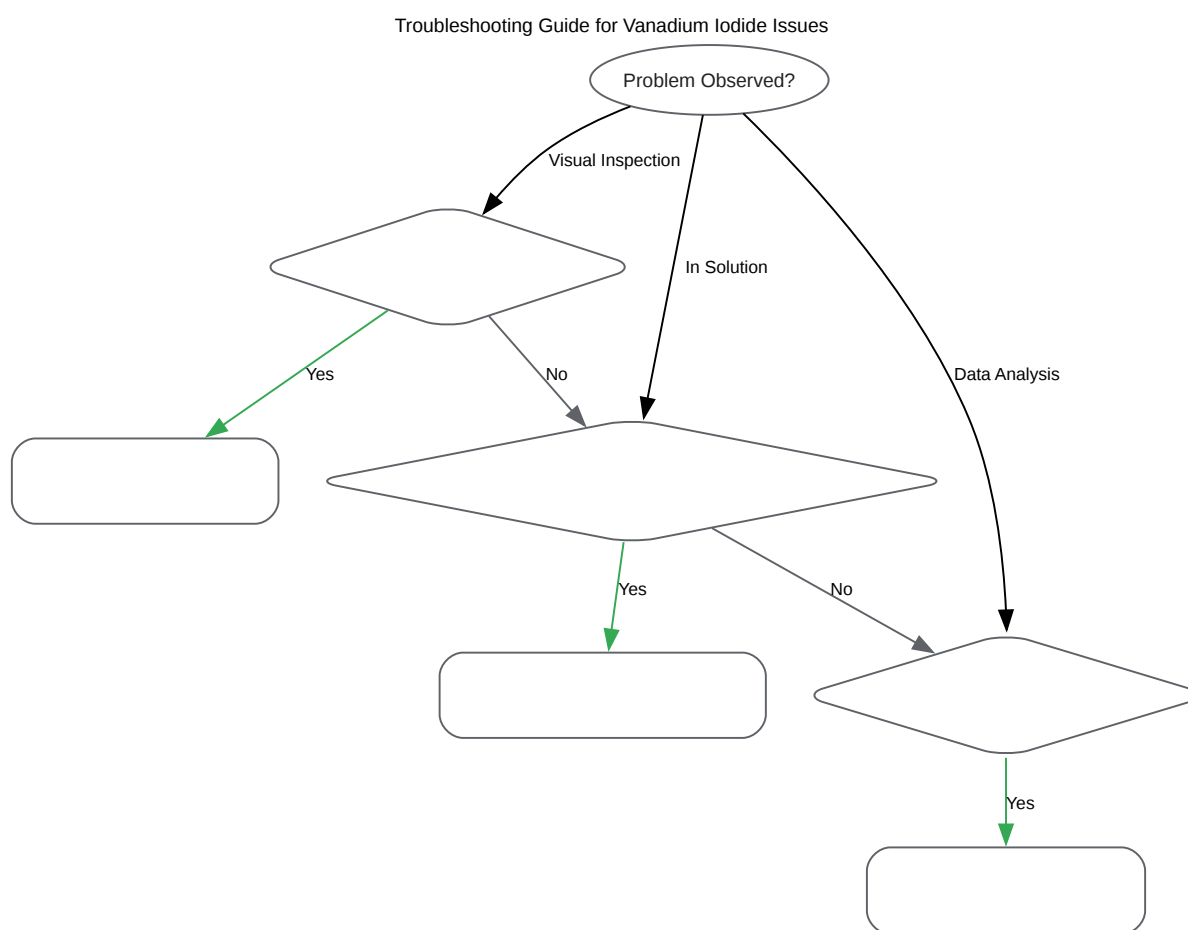 Troubleshooting Guide for Vanadium Iodide Issues
Problem Observed?
Visual Inspection
In Solution
Data Analysis
Yes
No
Yes
No
Yes